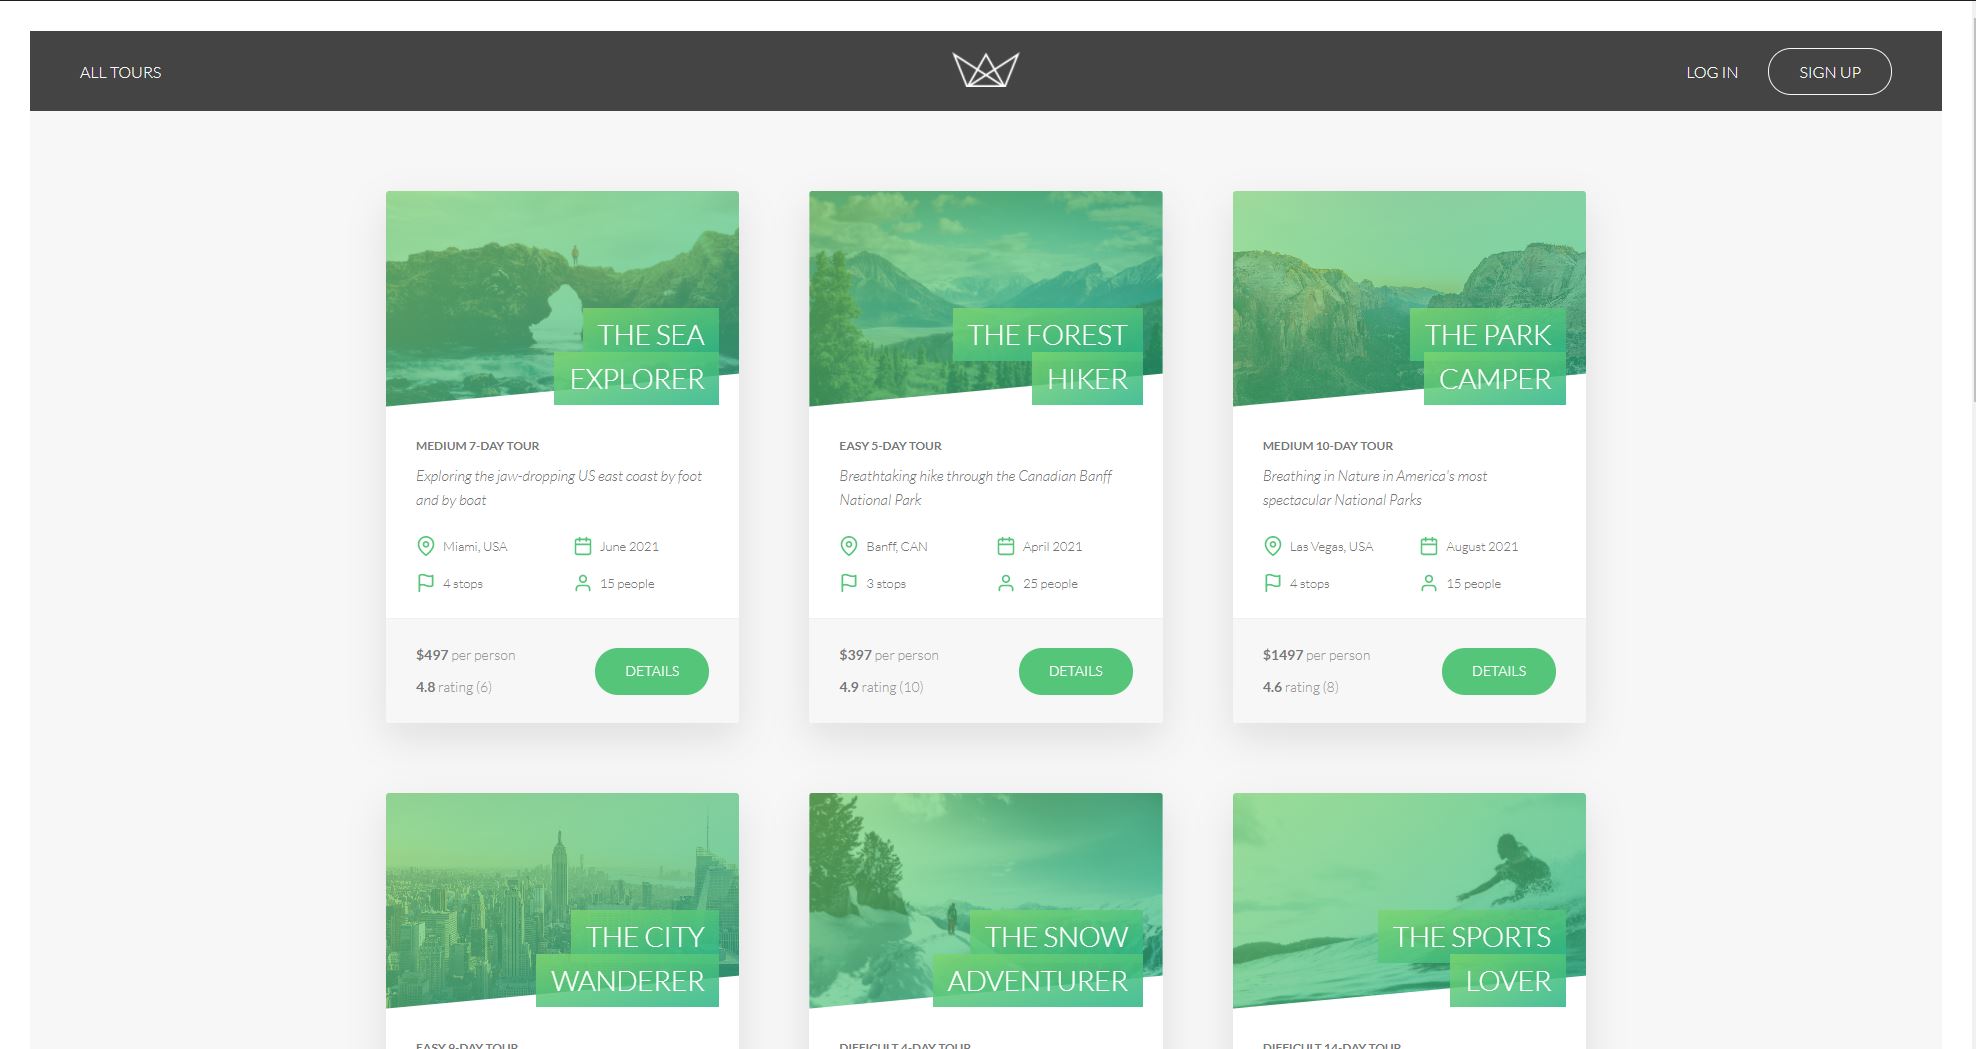 ALL TOURS
LOG IN
SIGN UP
THE SEA
EXPLORER
MEDIUM 7-DAY TOUR
Exploring the jaw-dropping US east coast by foot
and by boat
Miami, USA
June 2021
4 stops
15 people
$497 per person
4.8 rating (6)
DETAILS
THE FOREST
HIKER
EASY 5-DAY TOUR
Breathtaking hike through the Canadian Banff
National Park
Banff, CAN
April 2021
3 stops
25 people
$397 per person
4.9 rating (10)
DETAILS
THE PARK
CAMPER
MEDIUM 10-DAY TOUR
Breathing in Nature in America's most
spectacular National Parks
Las Vegas, USA
August 2021
4 stops
15 people
$1497 per person
4.6 rating (8)
DETAILS
THE CITY
WANDERER
EASY 9-DAY TOUR
THE SNOW
ADVENTURER
DIFFICULT 4-DAY TOUR
THE SPORTS
LOVER
DIFFICULT 14-DAY TOUR